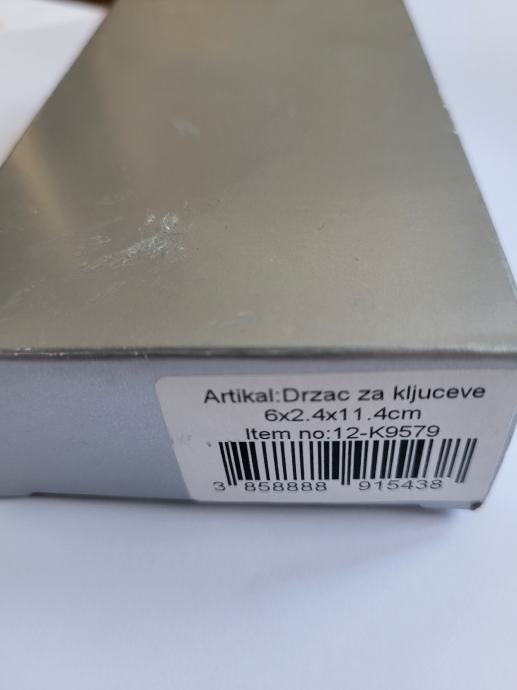 Artikal:Drzac za kljuceve
6x2.4x11.4cm
Item no:12-K9579
3 858888 915438